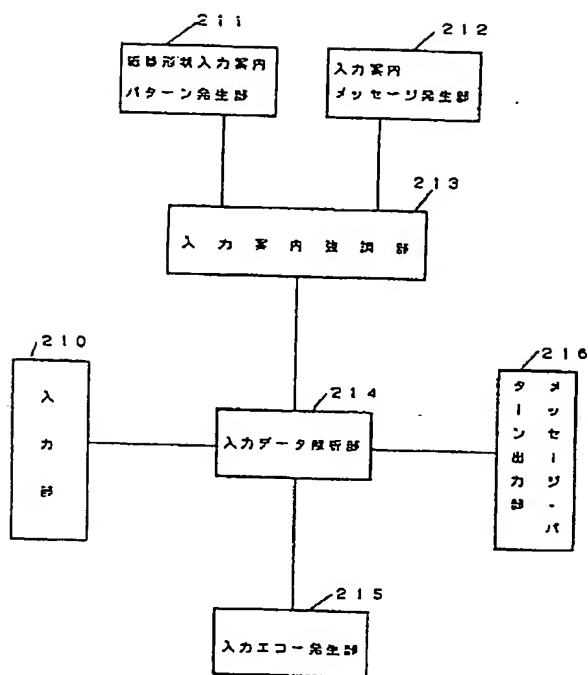 211
212
形状入力案内
パターン発生部
入力案内
メッセージ発生部
213
入力案内強調部
210
入力部
214
入力データ解析部
216
メッセージ・パ
ターン出力部
215
入力エコー発生部